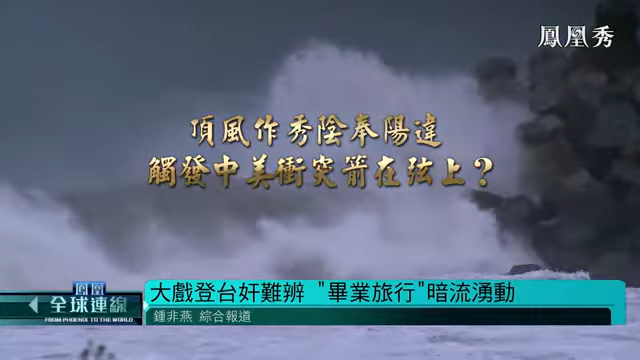 鳳凰秀
頂風作秀陰奉陽違
觸發中美衝突箭在弦上?
大戲登台奸難辨 "畢業旅行"暗流湧動
鳳凰
全球連線
FROM PHOENIX TO THE WORLD
鍾非燕 綜合報道